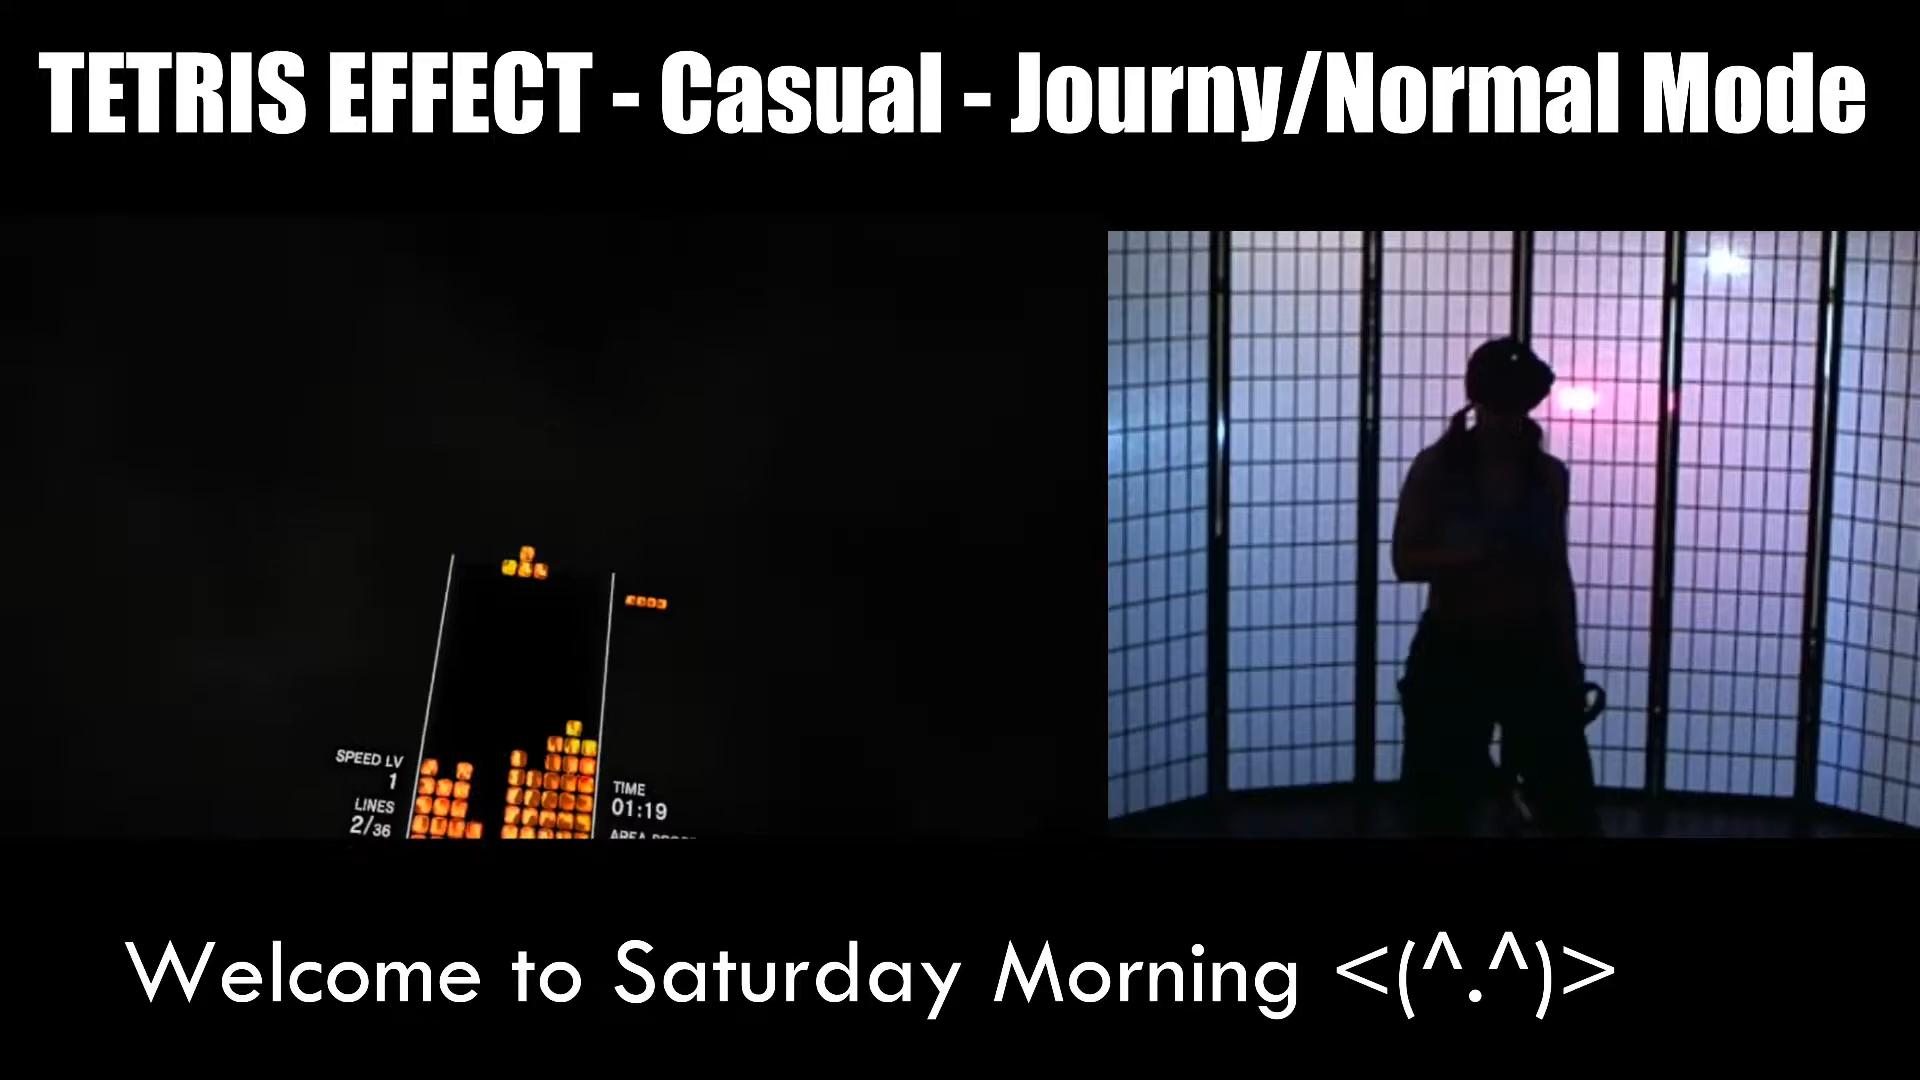 TETRIS EFFECT - Casual - Journy/Normal Mode
SPEED LV
1
LINES
2/36
TIME
01:19
Welcome to Saturday Morning <(^.^)>